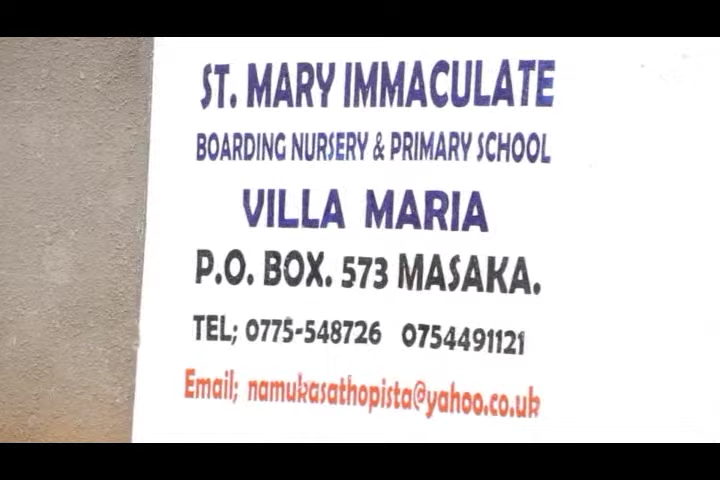 ST. MARY IMMACULATE
BOARDING NURSERY & PRIMARY SCHOOL
VILLA MARIA
P.O. BOX. 573 MASAKA.
TEL; 0775-548726 0754491121
Email; namukasathopista@yahoo.co.uk